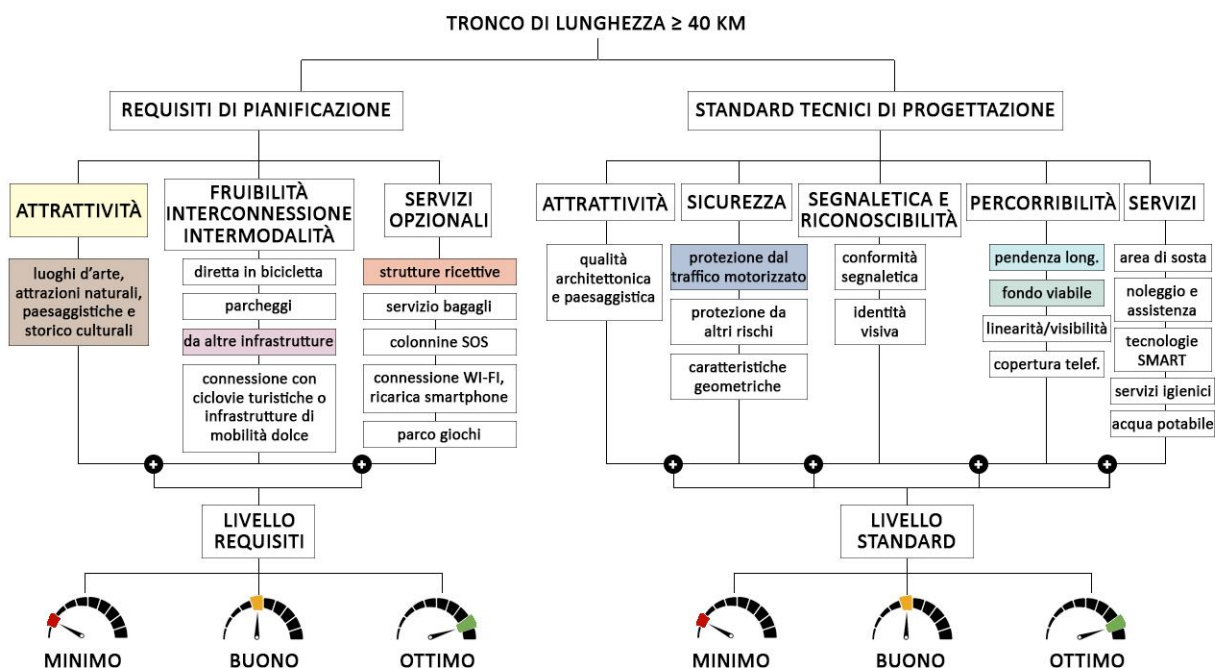 TRONCO DI LUNGHEZZA ≥ 40 KM
REQUISITI DI PIANIFICAZIONE
STANDARD TECNICI DI PROGETTAZIONE
ATTRATTIVITÀ
FRUIBILITÀ
INTERCONNESSIONE
INTERMODALITÀ
SERVIZI
OPZIONALI
ATTRATTIVITÀ
SICUREZZA
SEGNALETICA E
RICONOSCIBILITÀ
PERCORRIBILITÀ
SERVIZI
luoghi d'arte,
attrazioni naturali,
paesaggistiche e
storico culturali
diretta in bicicletta
parcheggi
da altre infrastrutture
connessione con
ciclovie turistiche o
infrastrutture di
mobilità dolce
strutture ricettive
servizio bagagli
colonnine SOS
connessione WI-FI,
ricarica smartphone
parco giochi
qualità
architettonica
e paesaggistica
protezione dal
traffico motorizzato
protezione da
altri rischi
caratteristiche
geometriche
conformità
segnaletica
identità
visiva
pendenza long.
fondo viabile
linearità/visibilità
copertura telef.
area di sosta
noleggio e
assistenza
tecnologie
SMART
servizi igienici
acqua potabile
LIVELLO
REQUISITI
LIVELLO
STANDARD
MINIMO
BUONO
OTTIMO
MINIMO
BUONO
OTTIMO